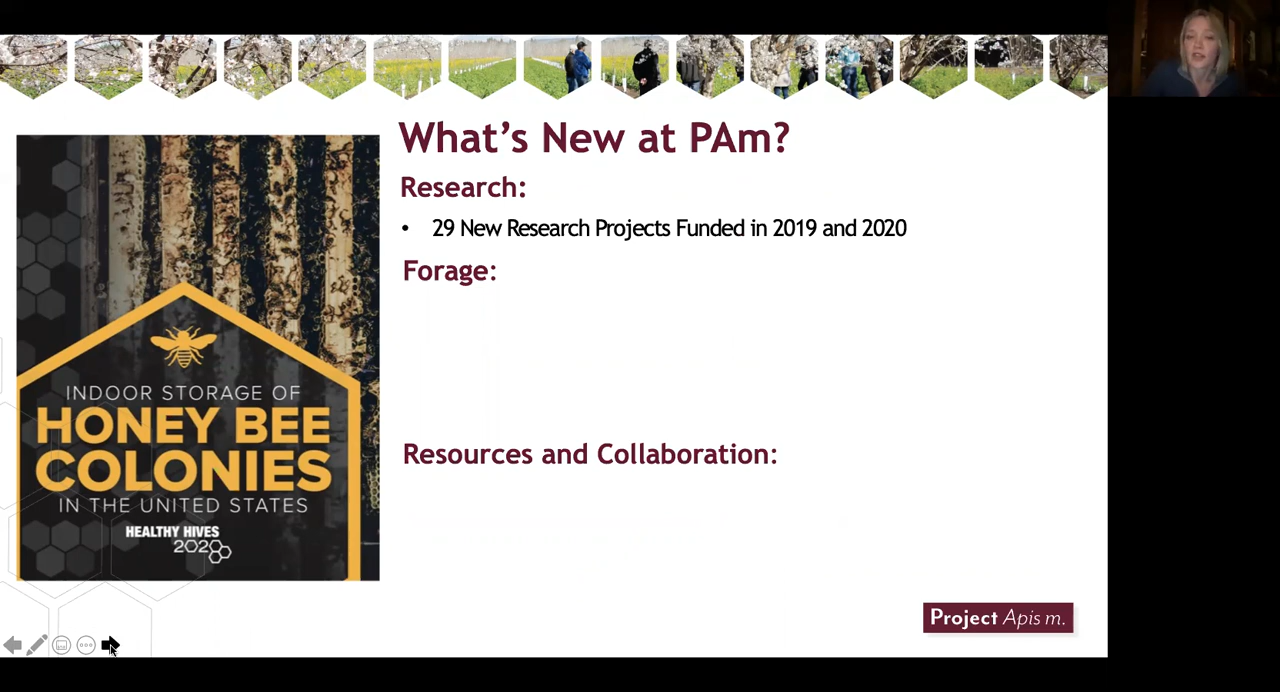 What's New at PAm?
Research:
• 29 New Research Projects Funded in 2019 and 2020
Forage:
Resources and Collaboration:
INDOOR STORAGE OF
HONEY BEE
COLONIES
IN THE UNITED STATES
HEALTHY HIVES
2020
Project Apis m.